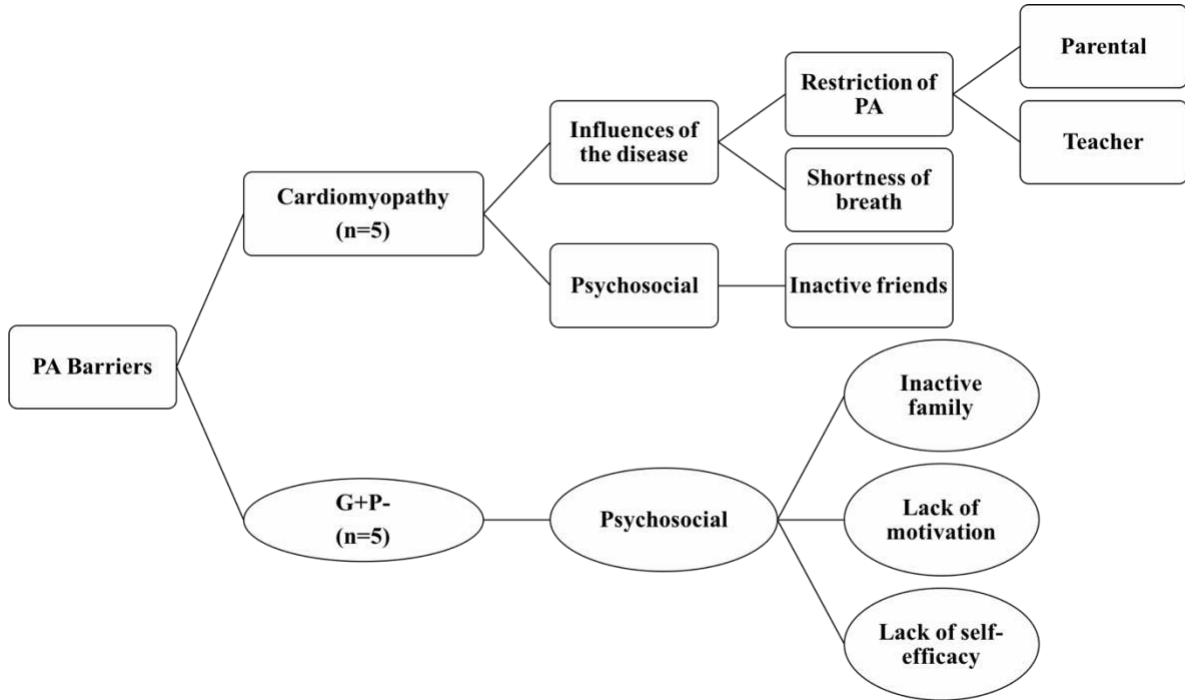 PA Barriers
Cardiomyopathy
(n=5)
Influences of
the disease
Restriction of
PA
Parental
Teacher
Shortness of
breath
Psychosocial
Inactive friends
G+P-
(n=5)
Psychosocial
Inactive
family
Lack of
motivation
Lack of self-
efficacy